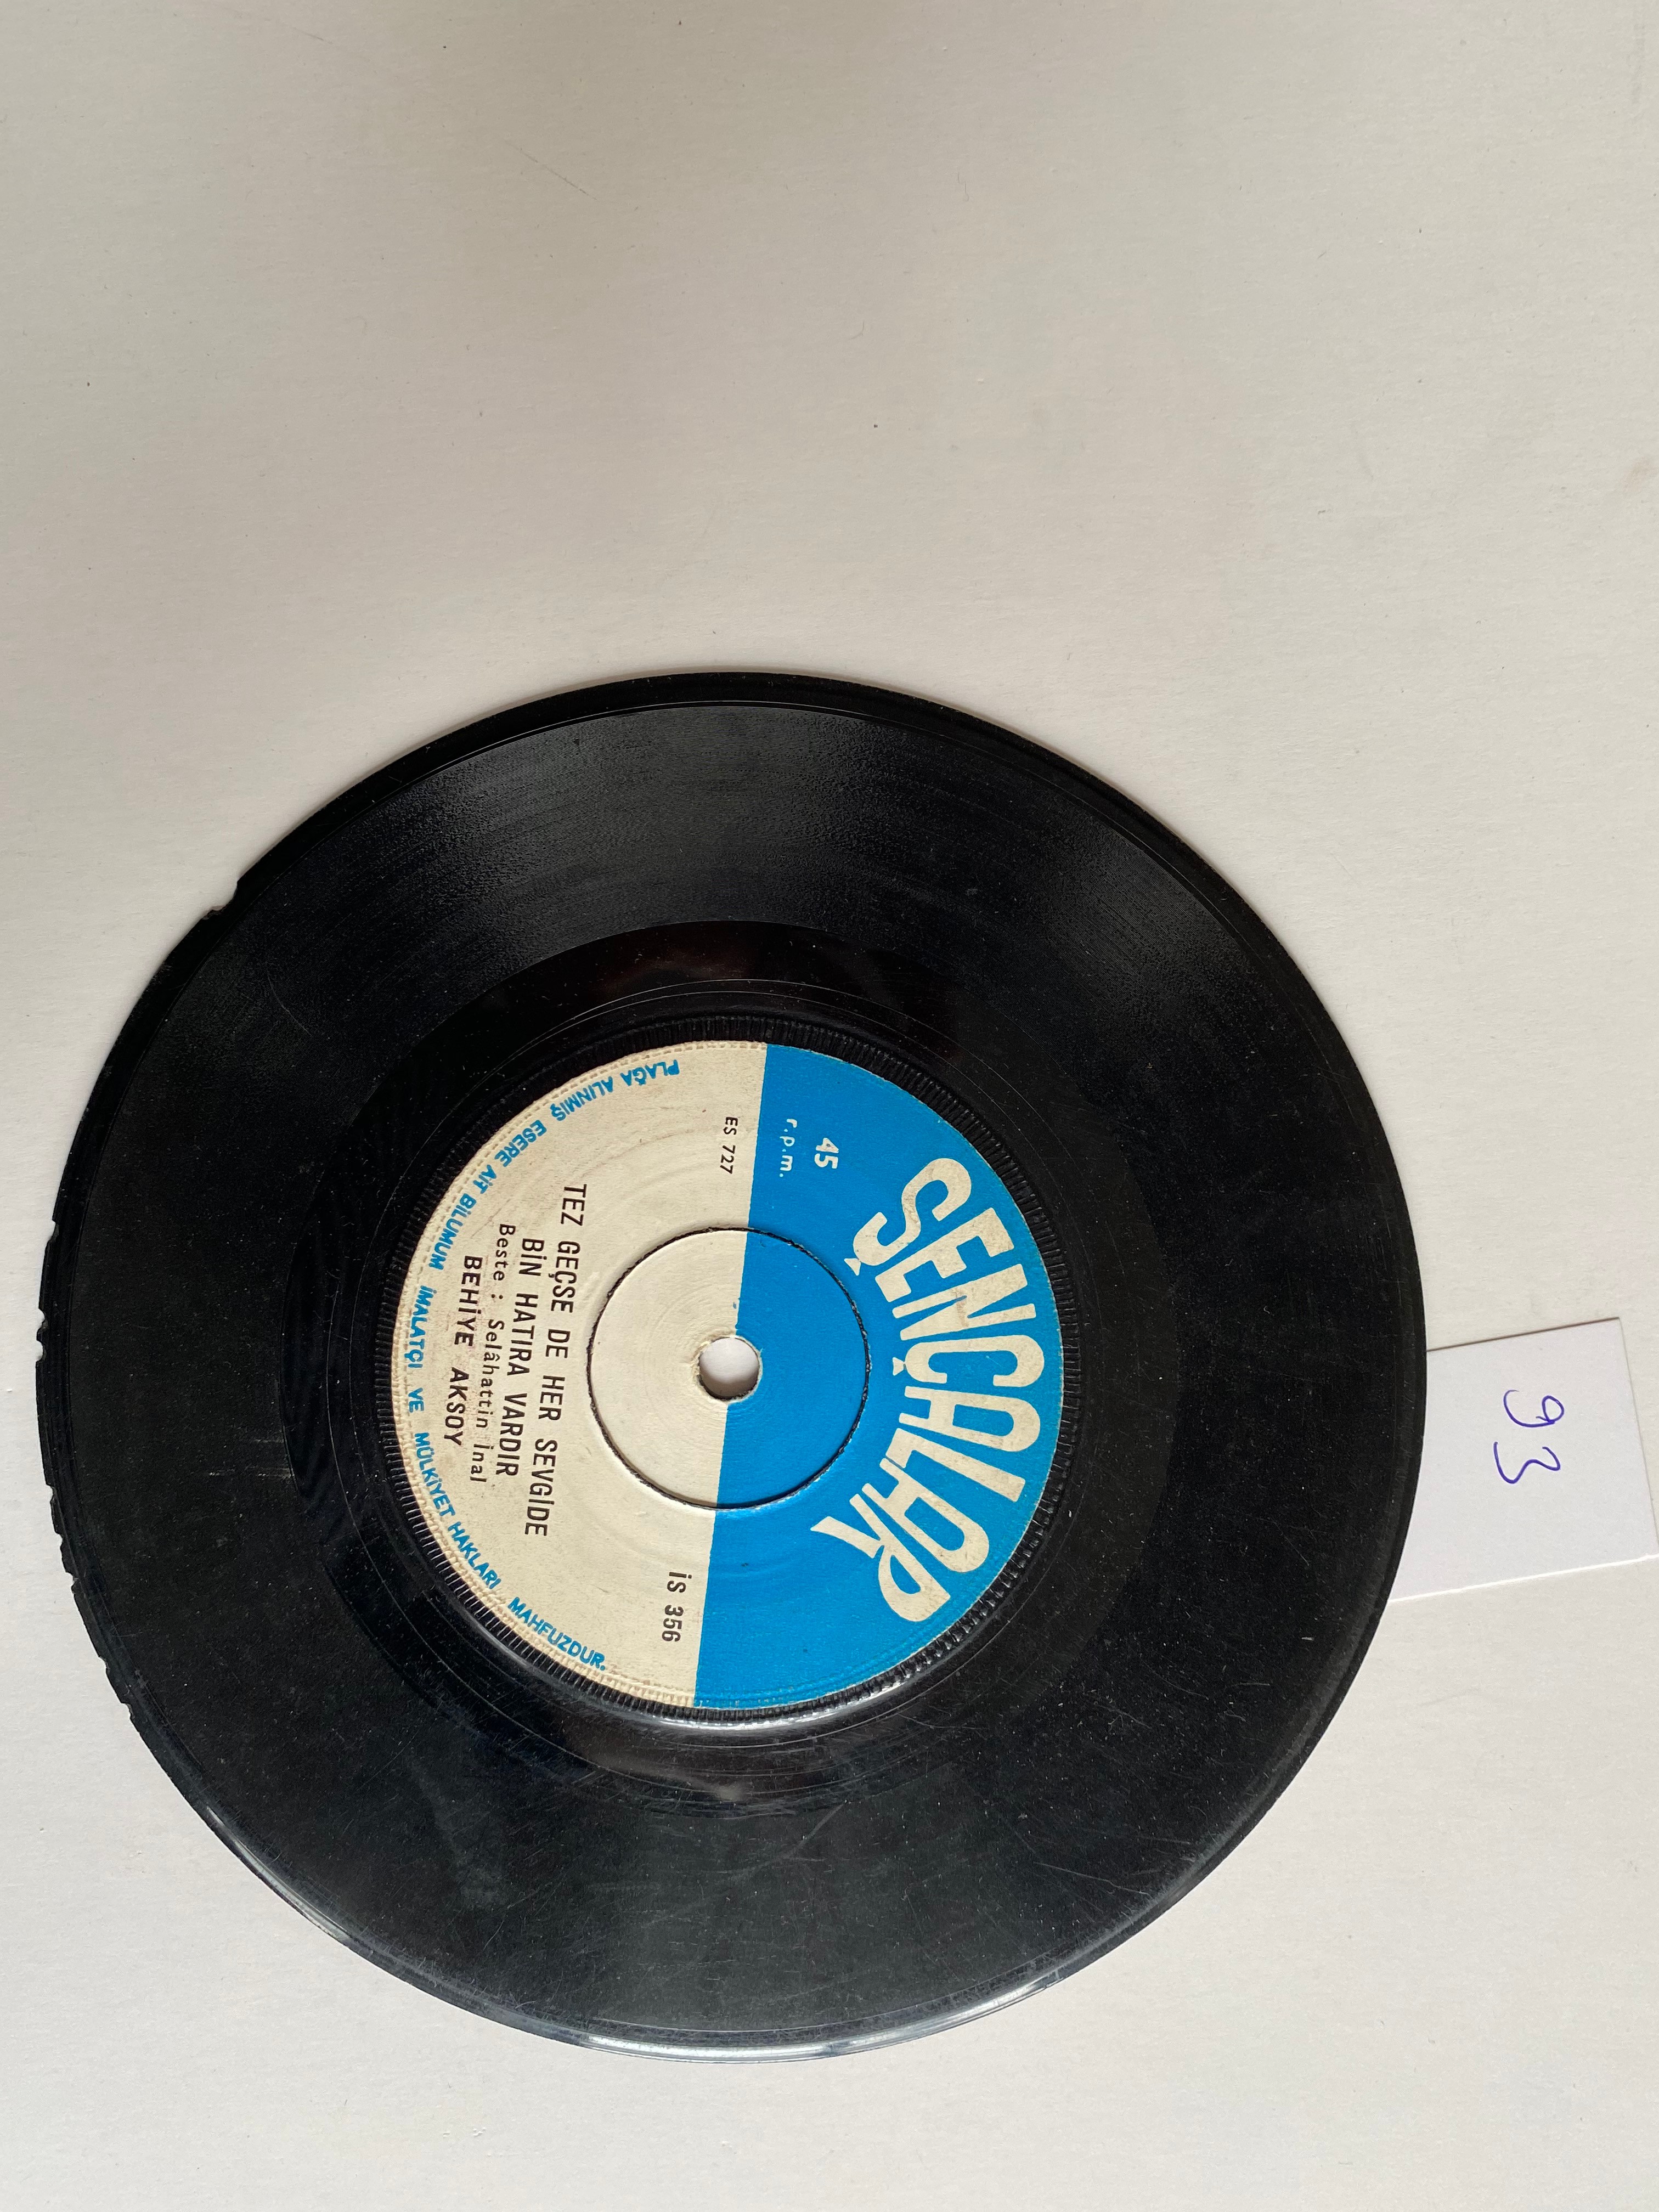 ŞENÇALAR
45
r.p.m.
ES 727
İS 356
TEZ GEÇSE DE HER SEVGİDE
BİN HATIRA VARDIR
Beste : Selâhattin İnal
BEHİYE AKSOY
PLAĞA ALINMIŞ ESERE AİT BİLUMUM İMALATÇI VE MÜLKİYET HAKLARI MAHFUZDUR.
93